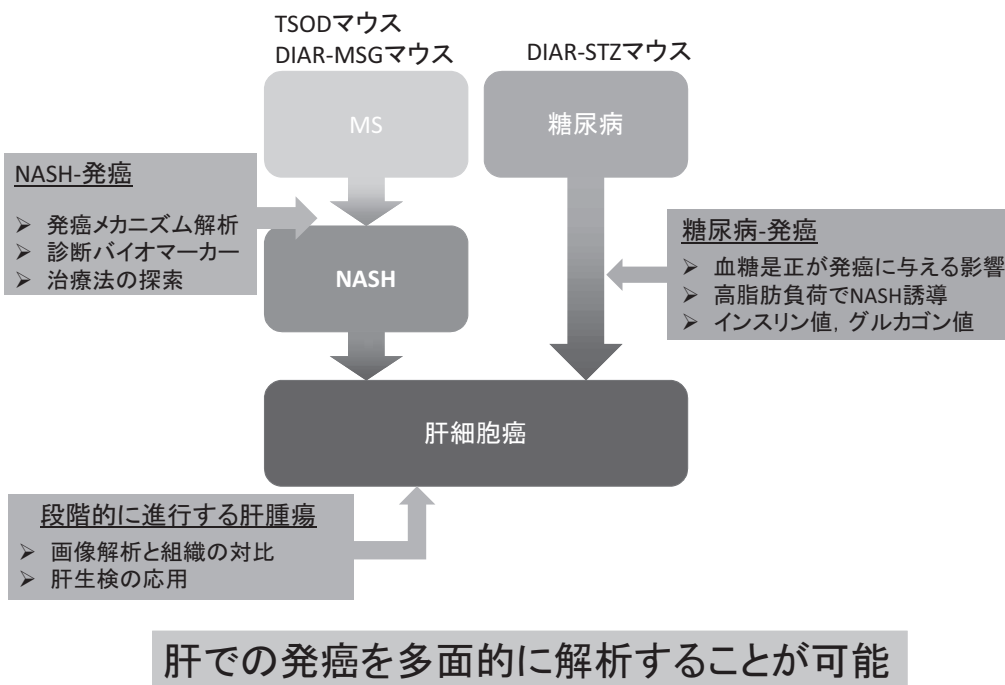 TSODマウス
DIAR-MSGマウス
DIAR-STZマウス
MS
糖尿病
NASH-発癌
➢ 発癌メカニズム解析
➢ 診断バイオマーカー
➢ 治療法の探索
NASH
糖尿病-発癌
➢ 血糖是正が発癌に与える影響
➢ 高脂肪負荷でNASH誘導
➢ インスリン値，グルカゴン値
肝細胞癌
段階的に進行する肝腫瘍
➢ 画像解析と組織の対比
➢ 肝生検の応用
肝での発癌を多面的に解析することが可能